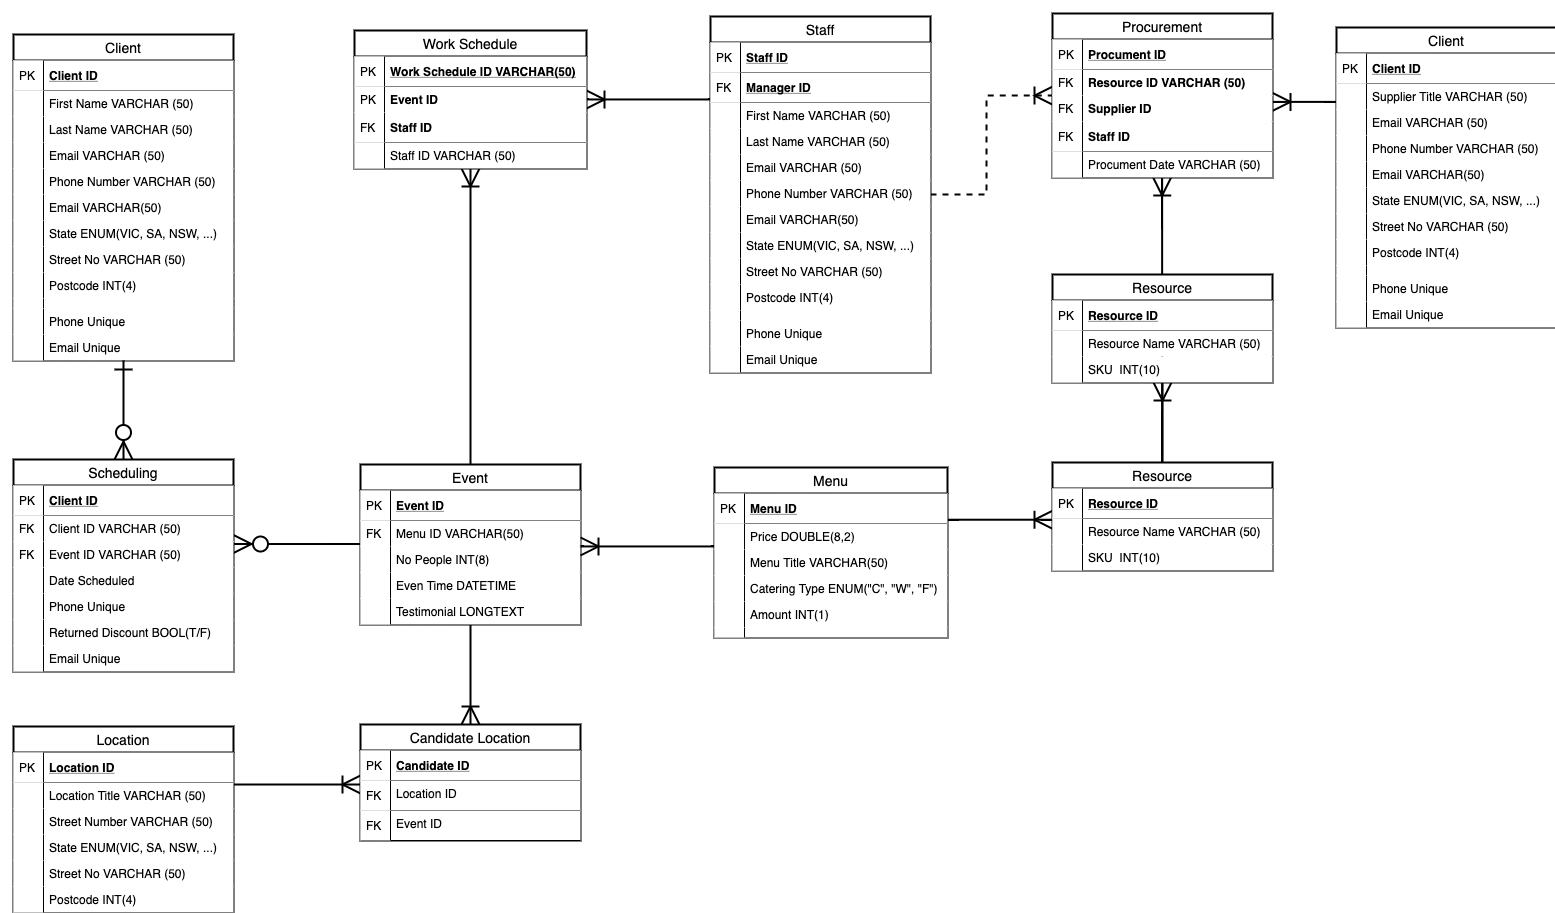 Client
PK Client ID
First Name VARCHAR (50)
Last Name VARCHAR (50)
Email VARCHAR (50)
Phone Number VARCHAR (50)
Email VARCHAR(50)
State ENUM(VIC, SA, NSW, ...)
Street No VARCHAR (50)
Postcode INT(4)
Phone Unique
Email Unique
Work Schedule
PK Work Schedule ID VARCHAR(50)
PK Event ID
FK Staff ID
Staff ID VARCHAR (50)
Staff
PK Staff ID
FK Manager ID
First Name VARCHAR (50)
Last Name VARCHAR (50)
Email VARCHAR (50)
Phone Number VARCHAR (50)
Email VARCHAR(50)
State ENUM(VIC, SA, NSW, ...)
Street No VARCHAR (50)
Postcode INT(4)
Phone Unique
Email Unique
Procurement
PK Procument ID
FK Resource ID VARCHAR (50)
FK Supplier ID
FK Staff ID
Procument Date VARCHAR (50)
Client
PK Client ID
Supplier Title VARCHAR (50)
Email VARCHAR (50)
Phone Number VARCHAR (50)
Email VARCHAR(50)
State ENUM(VIC, SA, NSW, ...)
Street No VARCHAR (50)
Postcode INT(4)
Phone Unique
Email Unique
Resource
PK Resource ID
Resource Name VARCHAR (50)
SKU INT(10)
Scheduling
PK Client ID
FK Client ID VARCHAR (50)
FK Event ID VARCHAR (50)
Date Scheduled
Phone Unique
Returned Discount BOOL(T/F)
Email Unique
Event
PK Event ID
FK Menu ID VARCHAR(50)
No People INT(8)
Even Time DATETIME
Testimonial LONGTEXT
Menu
PK Menu ID
Price DOUBLE(8,2)
Menu Title VARCHAR(50)
Catering Type ENUM("C", "W", "F")
Amount INT(1)
Resource
PK Resource ID
Resource Name VARCHAR (50)
SKU INT(10)
Location
PK Location ID
Location Title VARCHAR (50)
Street Number VARCHAR (50)
State ENUM(VIC, SA, NSW, ...)
Street No VARCHAR (50)
Postcode INT(4)
Candidate Location
PK Candidate ID
FK Location ID
FK Event ID